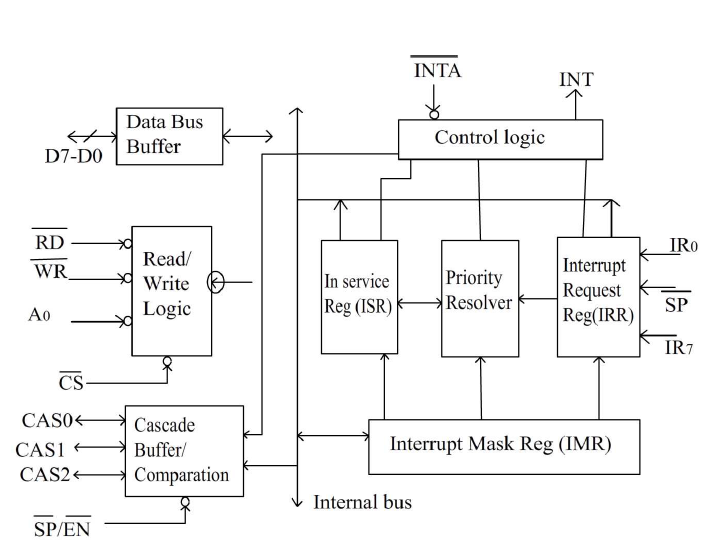 INTA
INT
Data Bus
Buffer
Control logic
D7-D0
RD
WR
A0
Read/
Write
Logic
In service
Reg (ISR)
Priority
Resolver
Interrupt
Request
Reg(IRR)
IR0
SP
IR7
CS
CAS0
CAS1
CAS2
Cascade
Buffer/
Comparation
Interrupt Mask Reg (IMR)
Internal bus
SP/EN